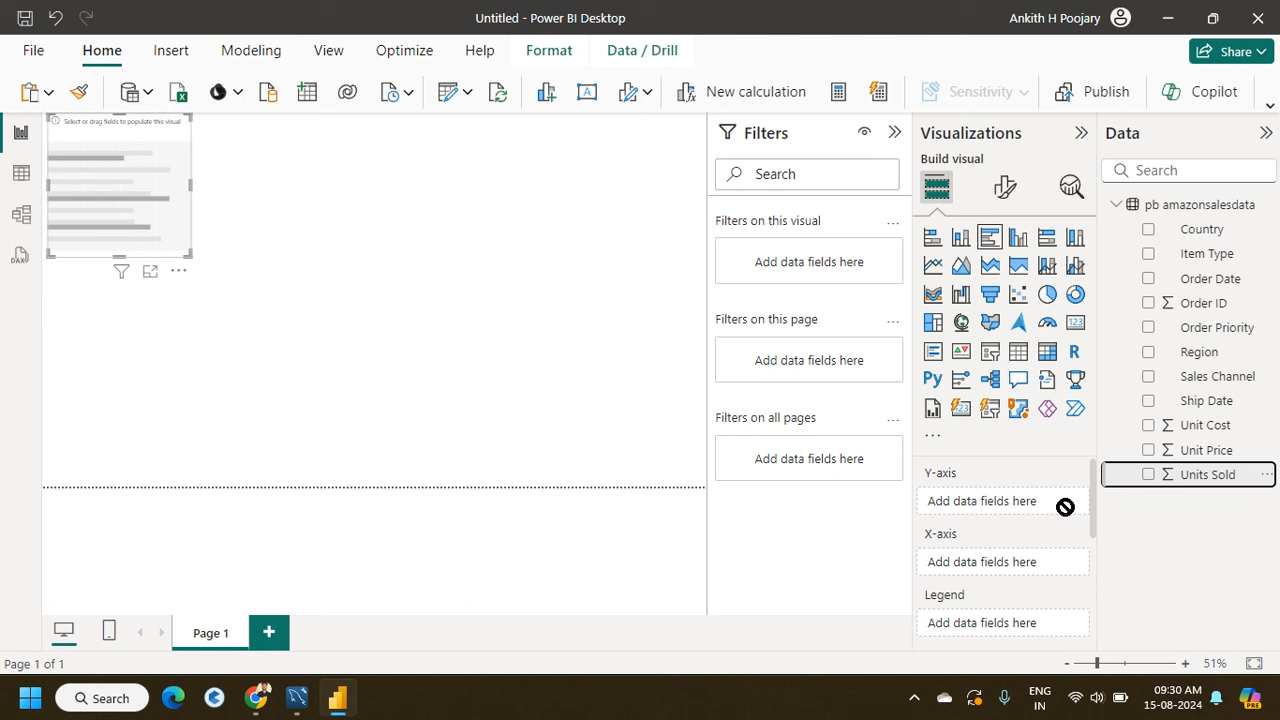 Untitled - Power BI Desktop
Ankith H Poojary
File Home Insert Modeling View Optimize Help Format Data / Drill
Share
New calculation
Sensitivity
Publish
Copilot
Select or drag fields to populate this visual
Filters
Search
Filters on this visual
Add data fields here
Filters on this page
Add data fields here
Filters on all pages
Add data fields here
Visualizations
Build visual
R
Py
123
Y-axis
Add data fields here
X-axis
Add data fields here
Legend
Add data fields here
Data
Search
pb amazonsalesdata
Country
Item Type
Order Date
Σ Order ID
Order Priority
Region
Sales Channel
Ship Date
Σ Unit Cost
Σ Unit Price
Σ Units Sold
Page 1
Page 1 of 1
51%
Search
ENG
IN
09:30 AM
15-08-2024
PRE